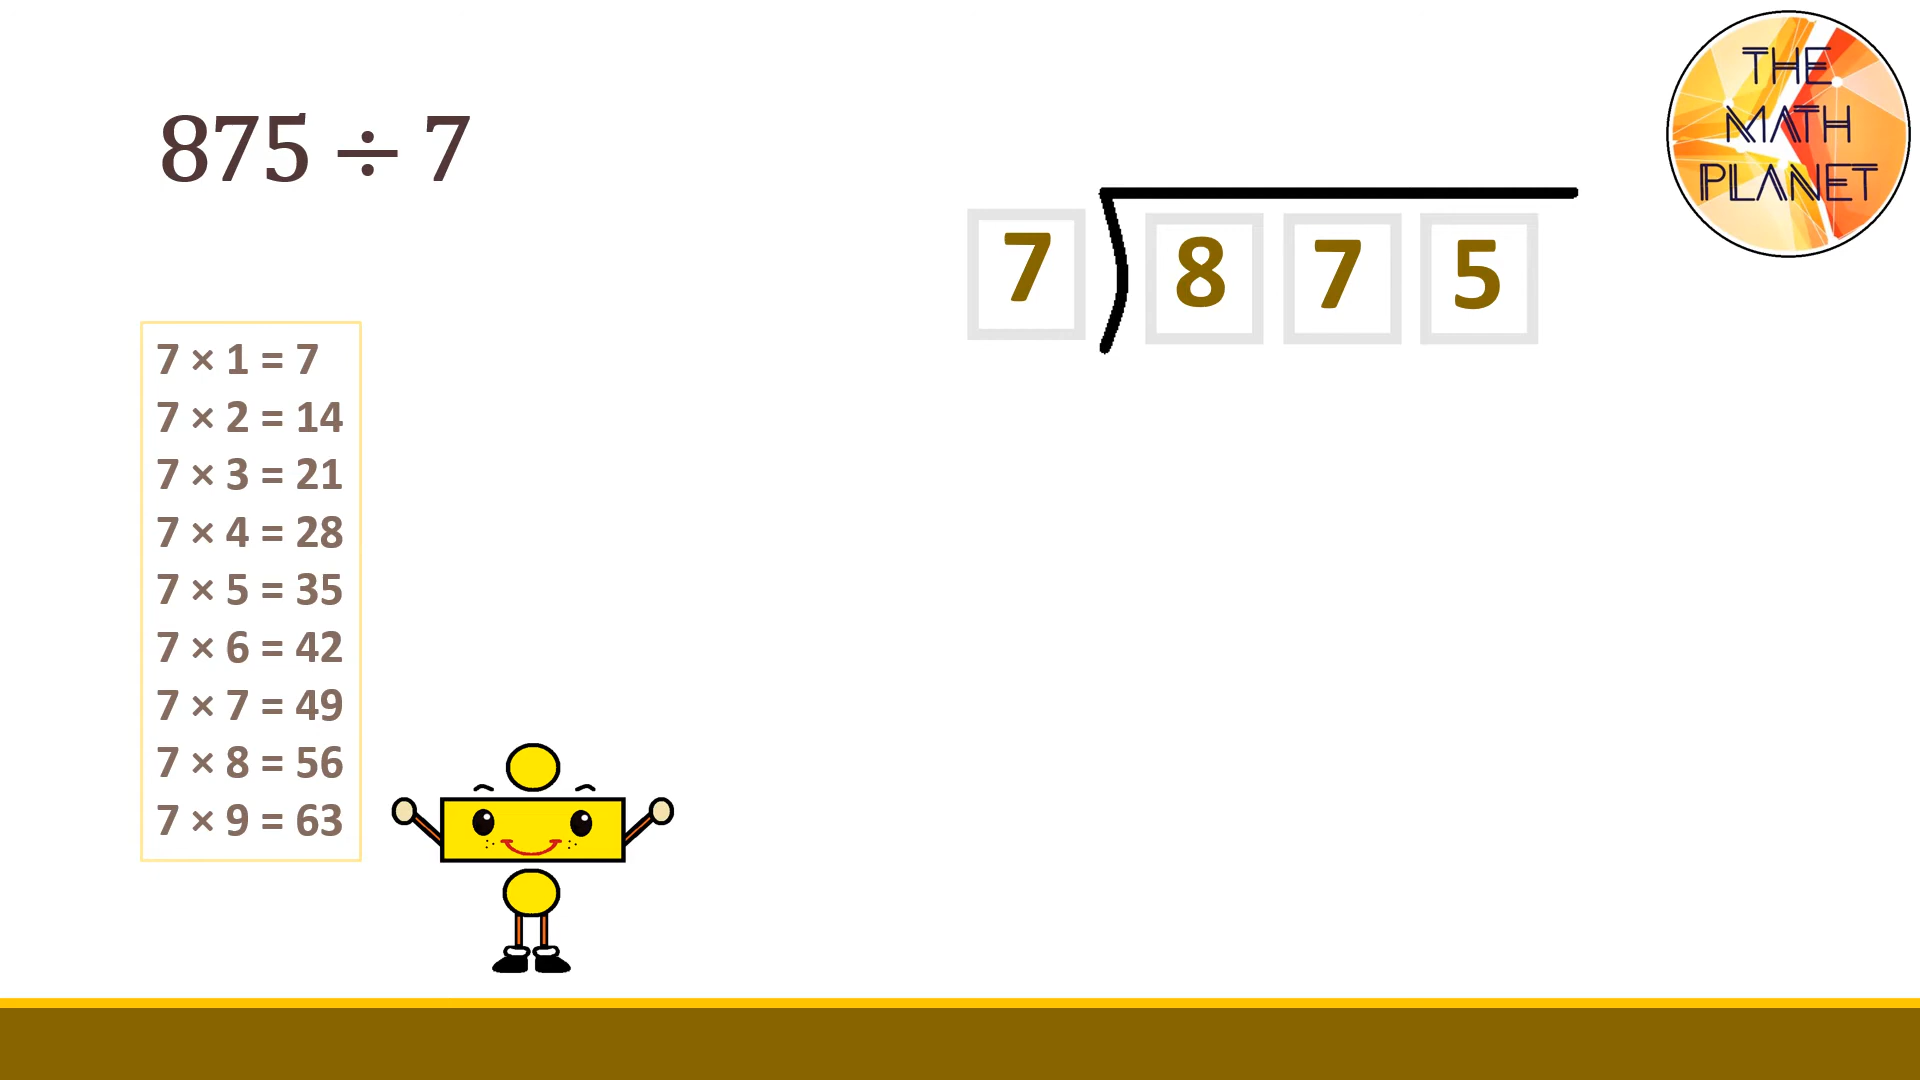 875 ÷ 7
THE
MATH
PLANET
7 8 7 5
7 × 1 = 7
7 × 2 = 14
7 × 3 = 21
7 × 4 = 28
7 × 5 = 35
7 × 6 = 42
7 × 7 = 49
7 × 8 = 56
7 × 9 = 63